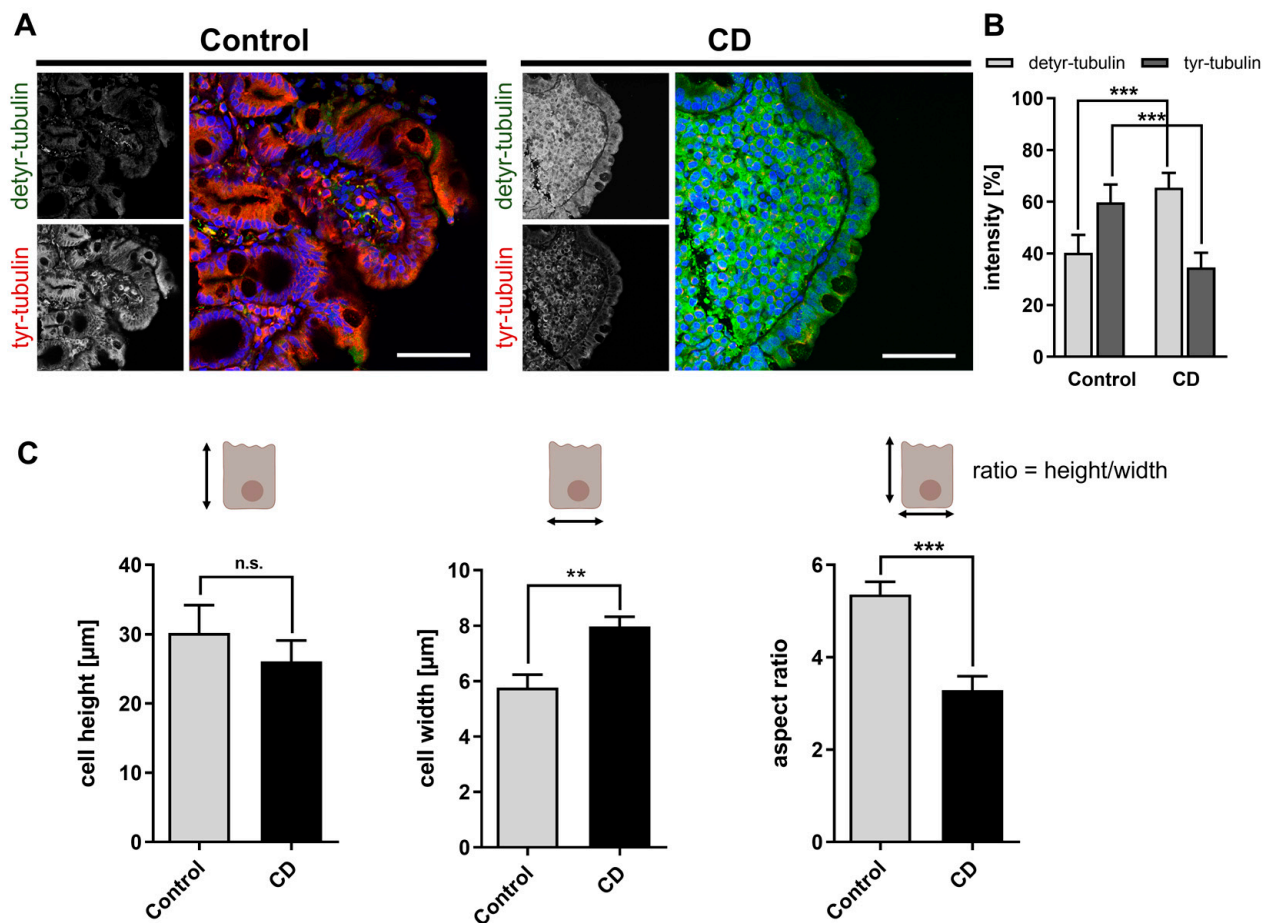 A
Control
CD
detyr-tubulin
tyr-tubulin
detyr-tubulin
tyr-tubulin
B
detyr-tubulin
tyr-tubulin
***
***
intensity [%]
100
80
60
40
20
0
Control
CD
C
ratio = height/width
n.s.
cell height [µm]
40
30
20
10
0
Control
CD
**
cell width [µm]
10
8
6
4
2
0
Control
CD
***
aspect ratio
6
4
2
0
Control
CD